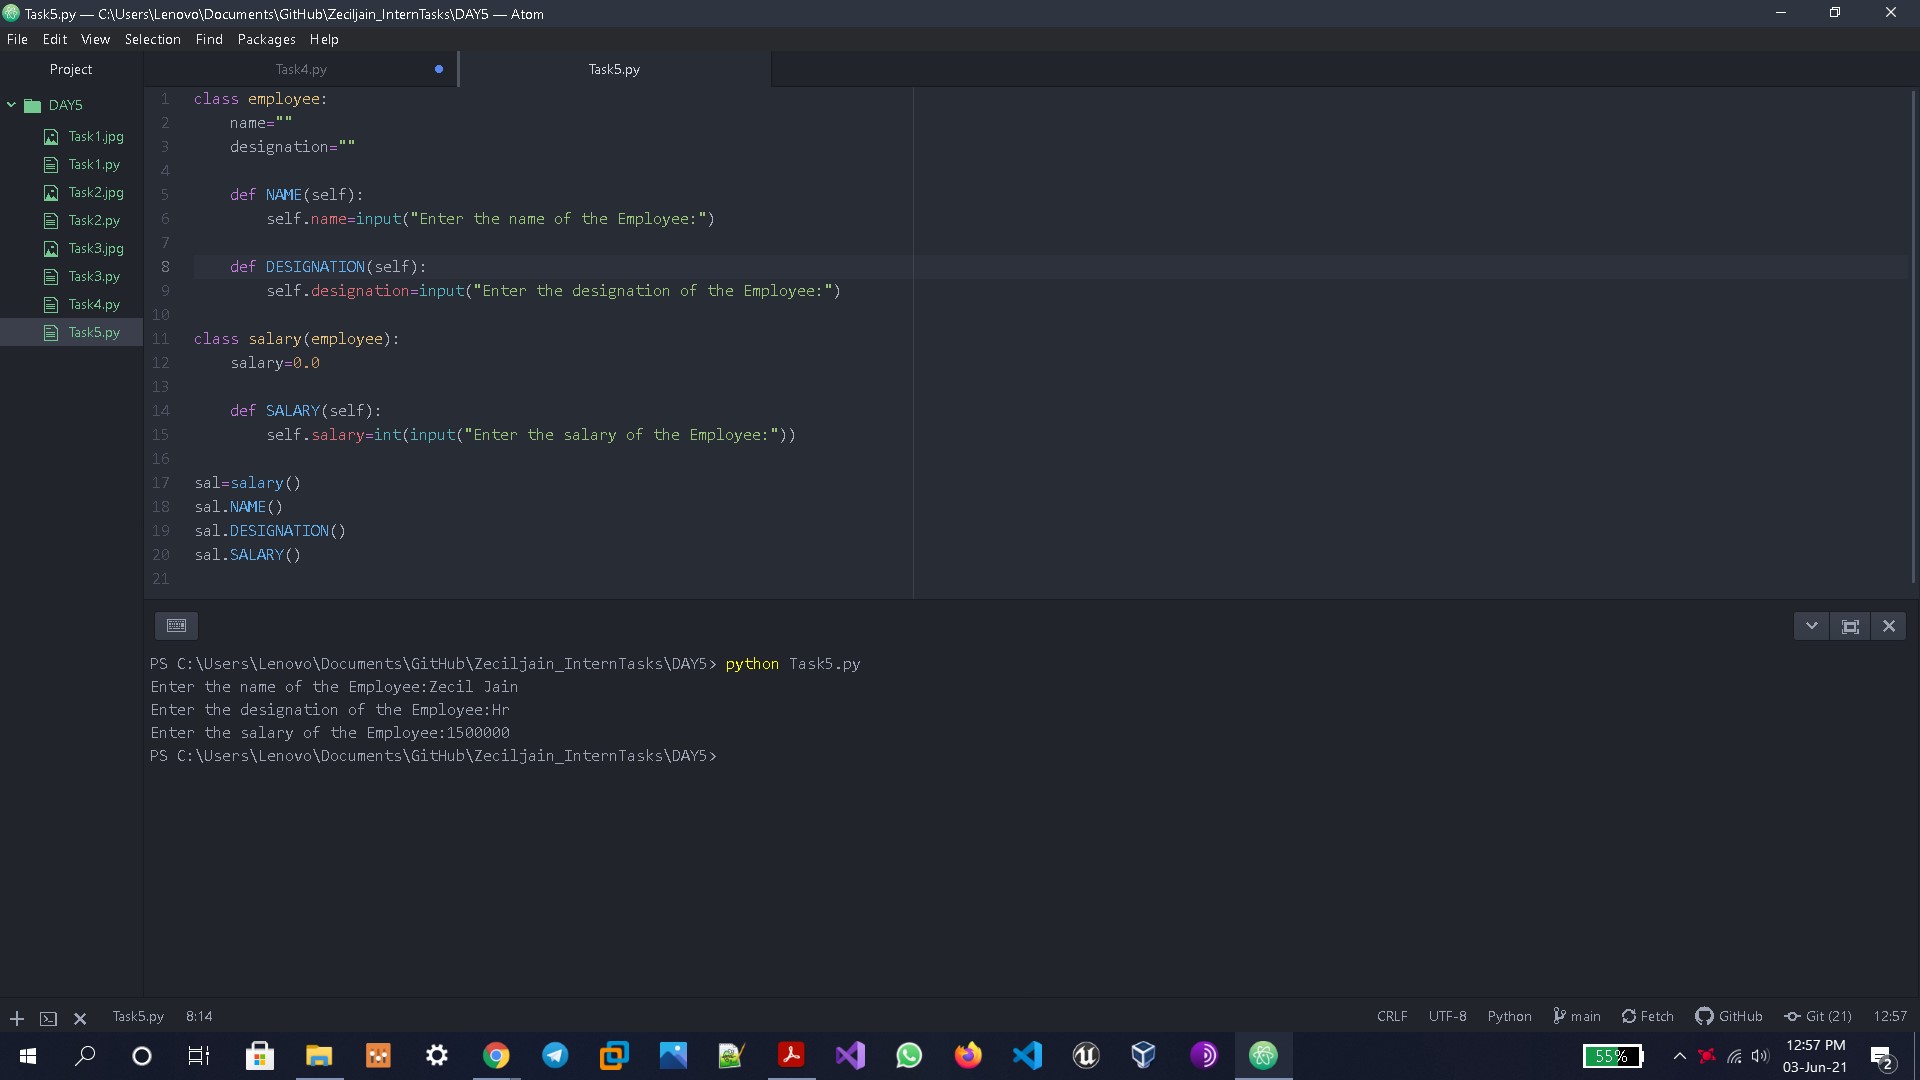 Task5.py — C:\Users\Lenovo\Documents\GitHub\Zeciljain_InternTasks\DAY5 — Atom
File Edit View Selection Find Packages Help
Project
Task4.py
Task5.py
DAY5
Task1.jpg
Task1.py
Task2.jpg
Task2.py
Task3.jpg
Task3.py
Task4.py
Task5.py
1 class employee:
2     name=""
3     designation=""
4
5     def NAME(self):
6         self.name=input("Enter the name of the Employee:")
7
8     def DESIGNATION(self):
9         self.designation=input("Enter the designation of the Employee:")
10
11 class salary(employee):
12     salary=0.0
13
14     def SALARY(self):
15         self.salary=int(input("Enter the salary of the Employee:"))
16
17 sal=salary()
18 sal.NAME()
19 sal.DESIGNATION()
20 sal.SALARY()
21
PS C:\Users\Lenovo\Documents\GitHub\Zeciljain_InternTasks\DAY5> python Task5.py
Enter the name of the Employee:Zecil Jain
Enter the designation of the Employee:Hr
Enter the salary of the Employee:1500000
PS C:\Users\Lenovo\Documents\GitHub\Zeciljain_InternTasks\DAY5>
Task5.py 8:14
CRLF UTF-8 Python main Fetch GitHub Git (21) 12:57
55%
12:57 PM
03-Jun-21
2